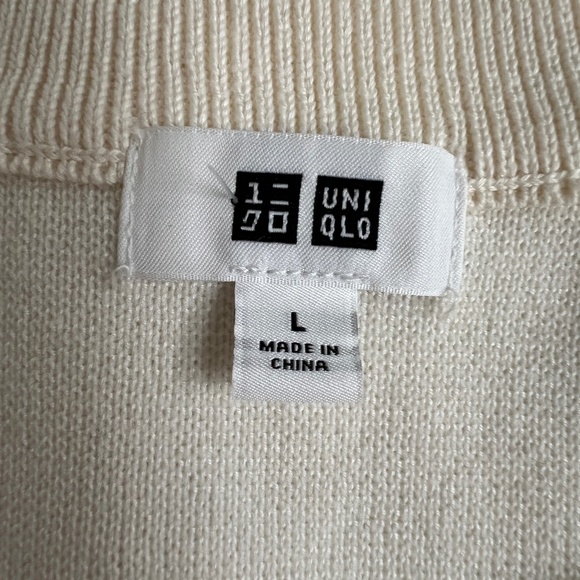 ユニ UNI
クロ QLO
L
MADE IN
CHINA